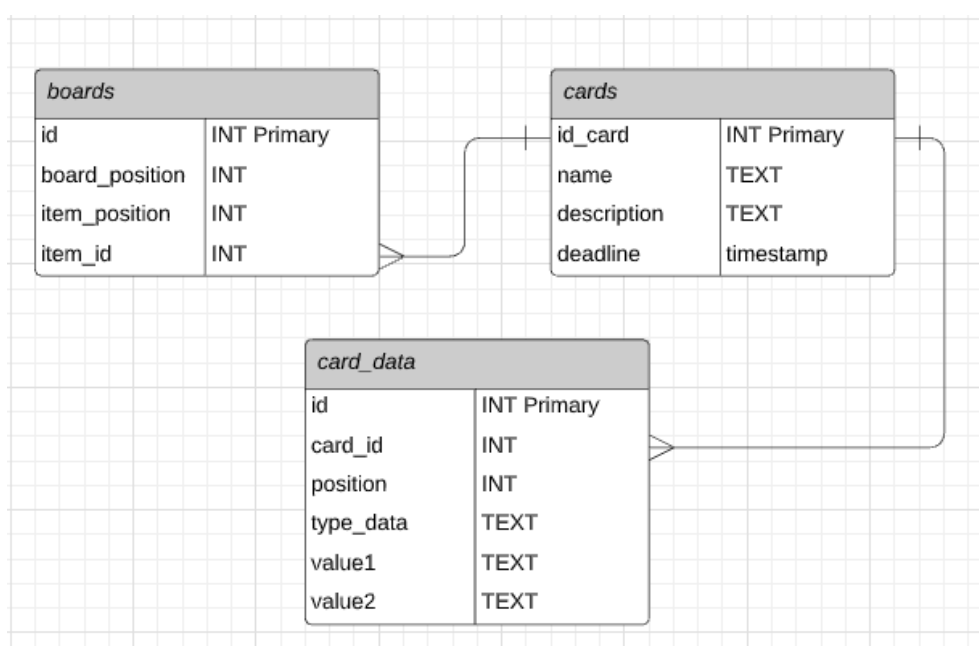 boards
id INT Primary
board_position INT
item_position INT
item_id INT
cards
id_card INT Primary
name TEXT
description TEXT
deadline timestamp
card_data
id INT Primary
card_id INT
position INT
type_data TEXT
value1 TEXT
value2 TEXT